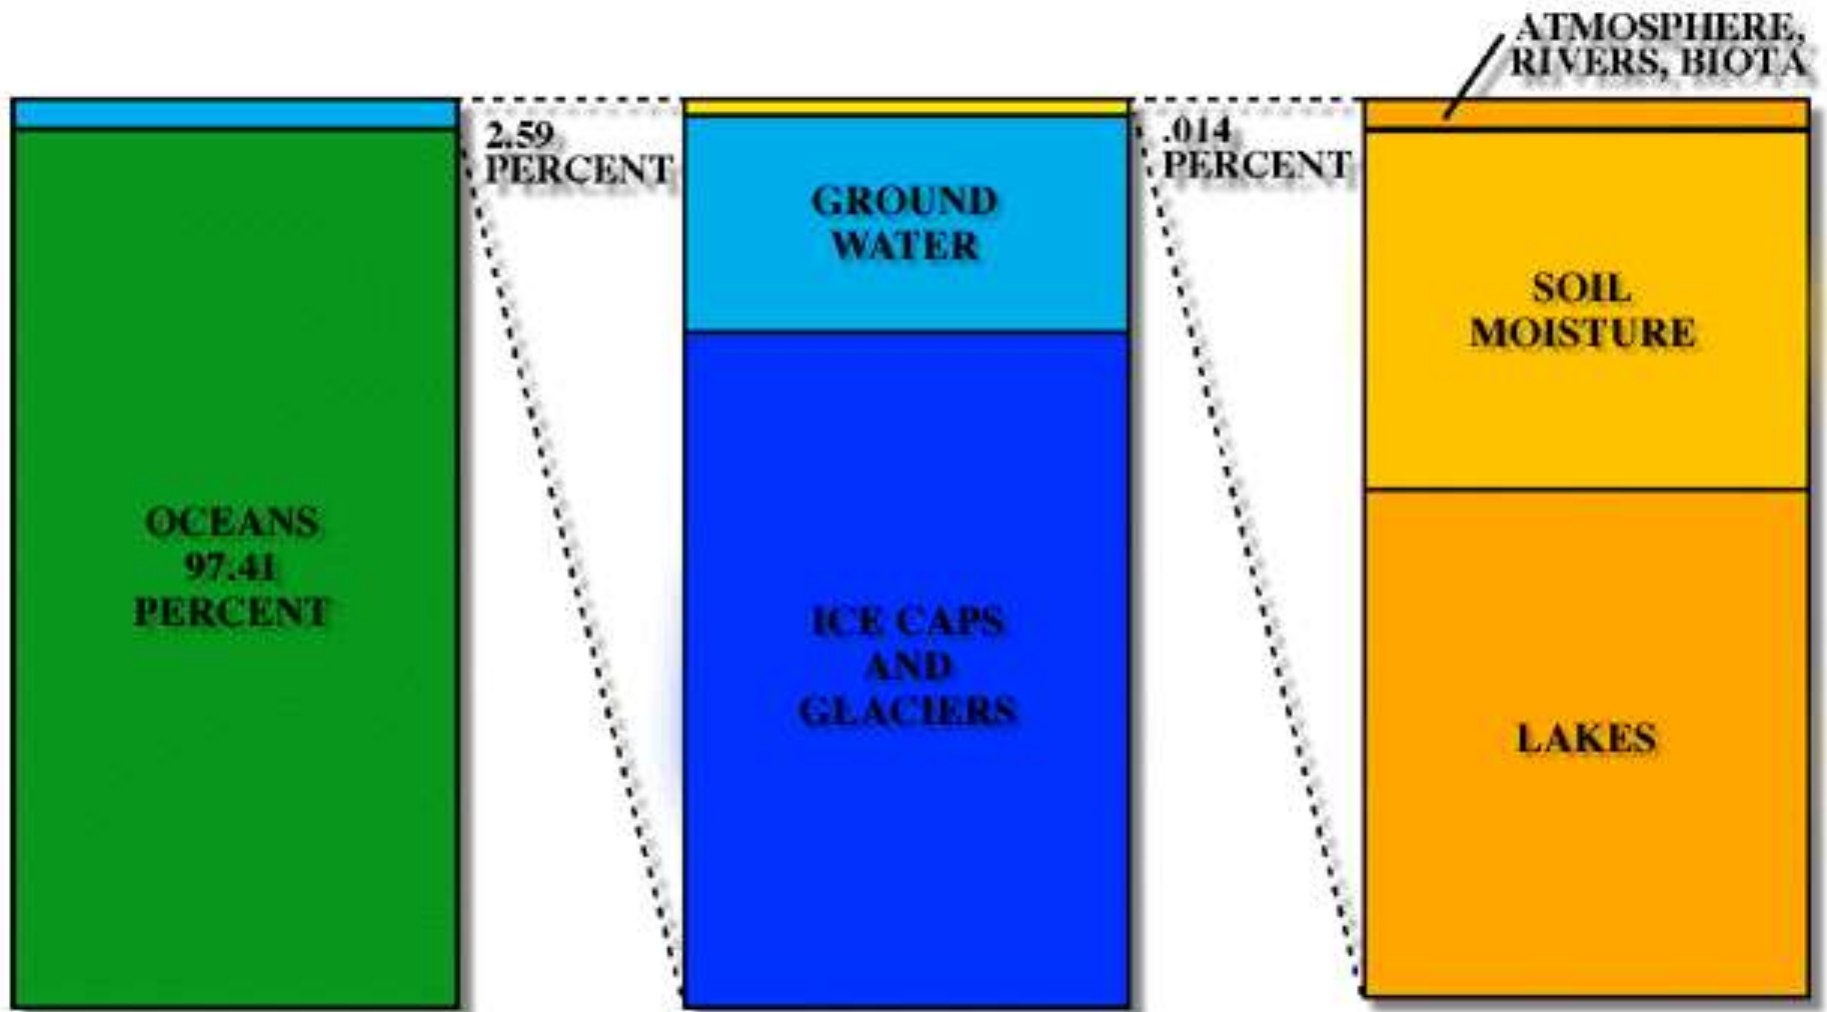 ATMOSPHERE,
RIVERS, BIOTA
2.59
PERCENT
.014
PERCENT
GROUND
WATER
SOIL
MOISTURE
OCEANS
97.41
PERCENT
ICE CAPS
AND
GLACIERS
LAKES